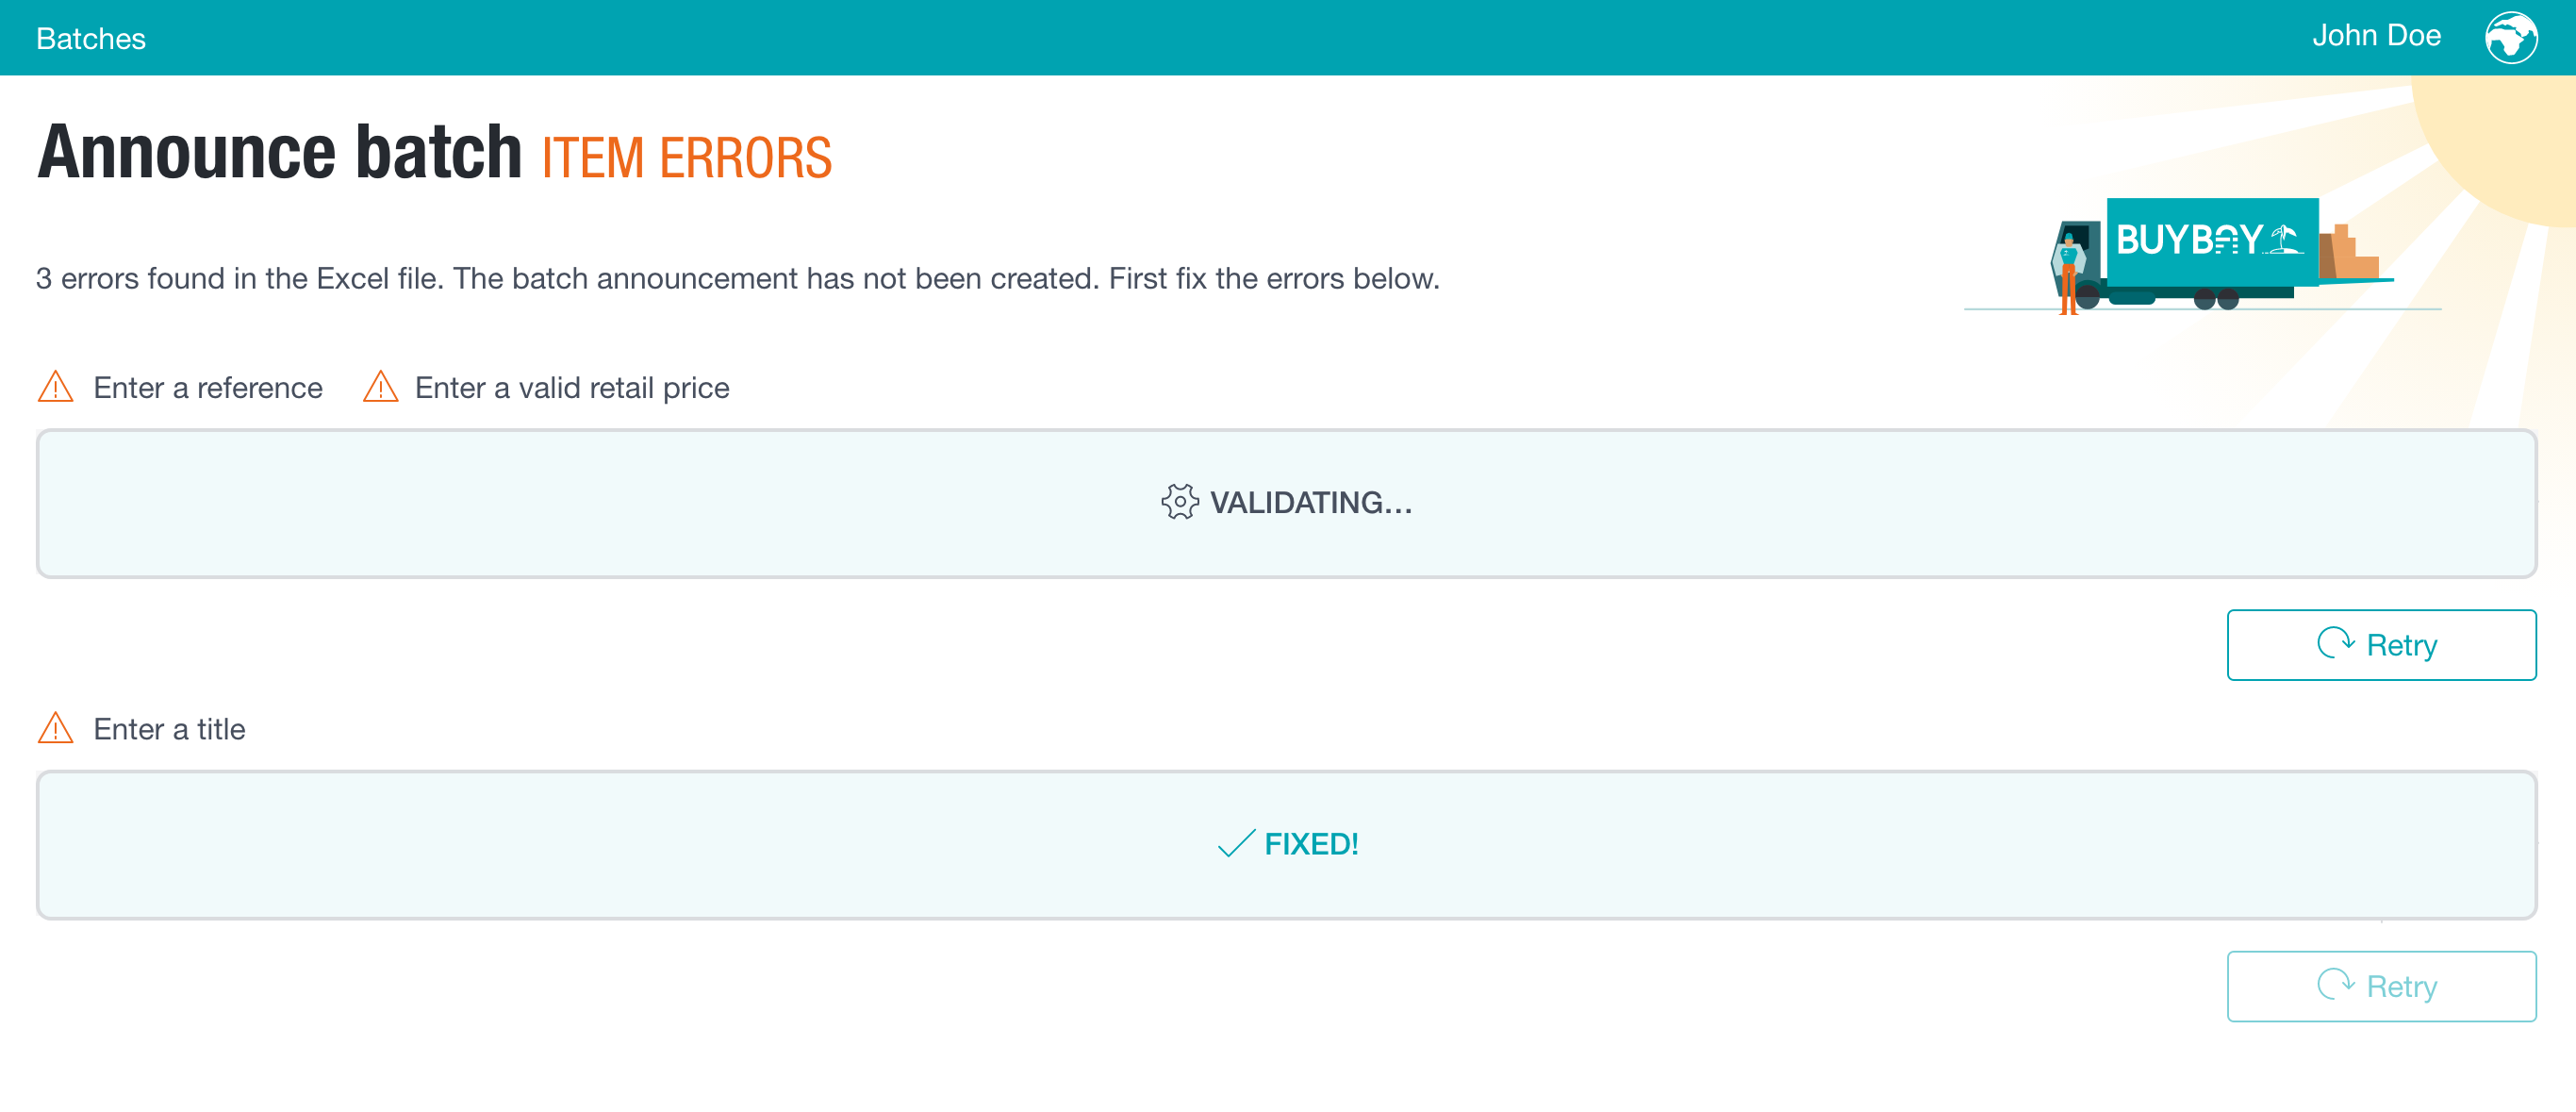 Batches
John Doe
Announce batch ITEM ERRORS
BUYBAY
3 errors found in the Excel file. The batch announcement has not been created. First fix the errors below.
Enter a reference
Enter a valid retail price
VALIDATING...
Retry
Enter a title
FIXED!
Retry